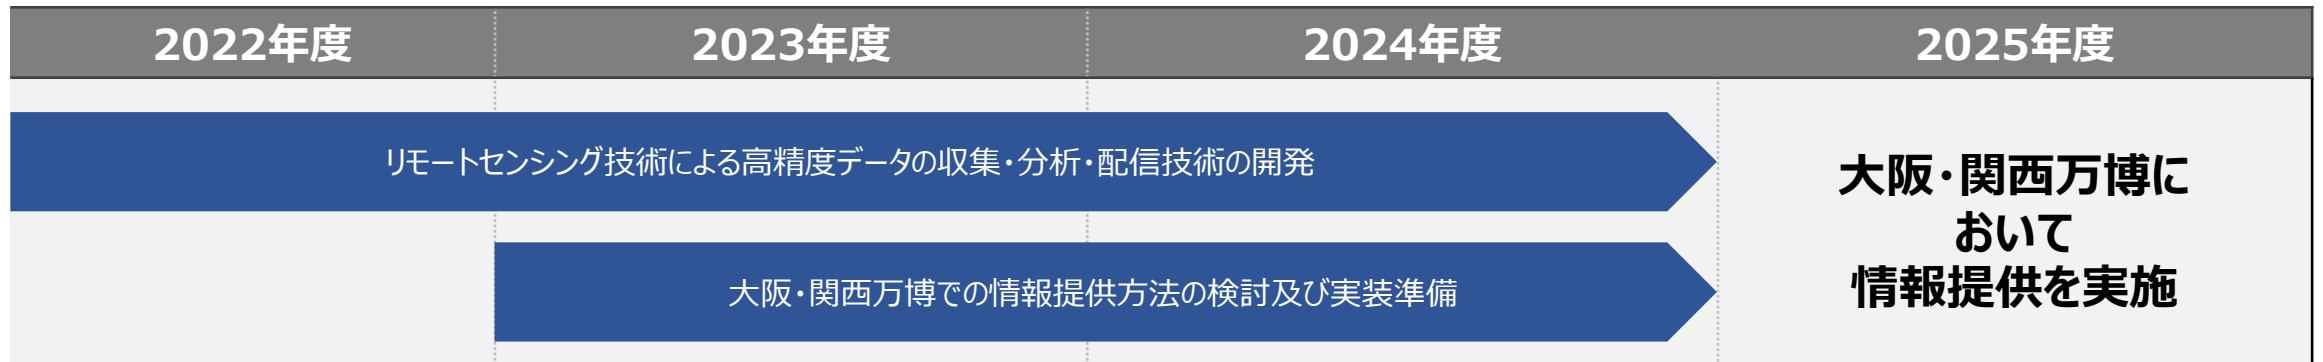 2022年度 2023年度 2024年度 2025年度
リモートセンシング技術による高精度データの収集・分析・配信技術の開発
大阪・関西万博での情報提供方法の検討及び実装準備
大阪・関西万博に
おいて
情報提供を実施